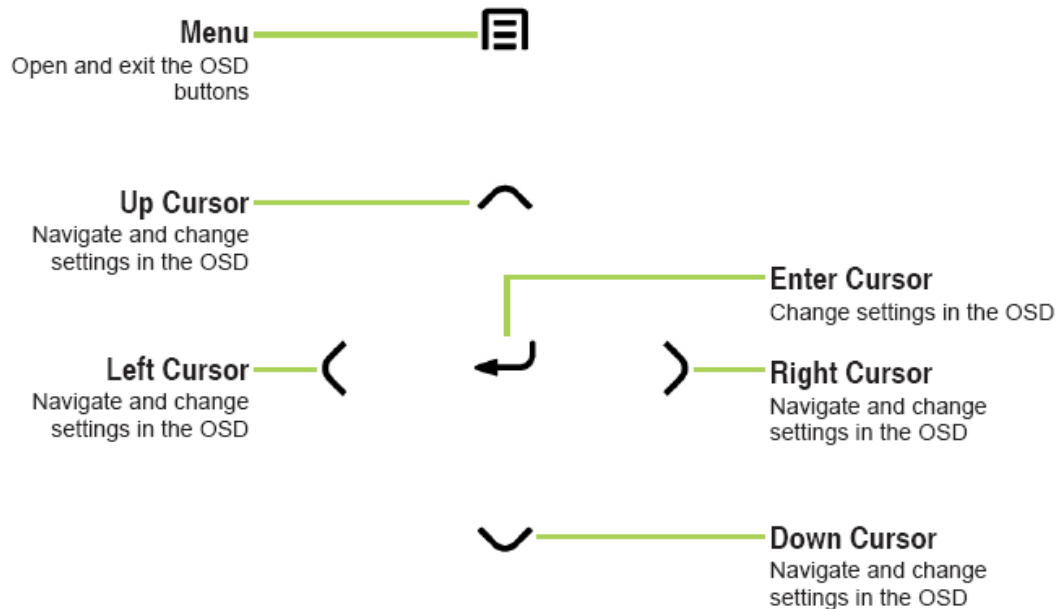 Menu
Open and exit the OSD
buttons
Up Cursor
Navigate and change
settings in the OSD
Enter Cursor
Change settings in the OSD
Left Cursor
Navigate and change
settings in the OSD
Right Cursor
Navigate and change
settings in the OSD
Down Cursor
Navigate and change
settings in the OSD